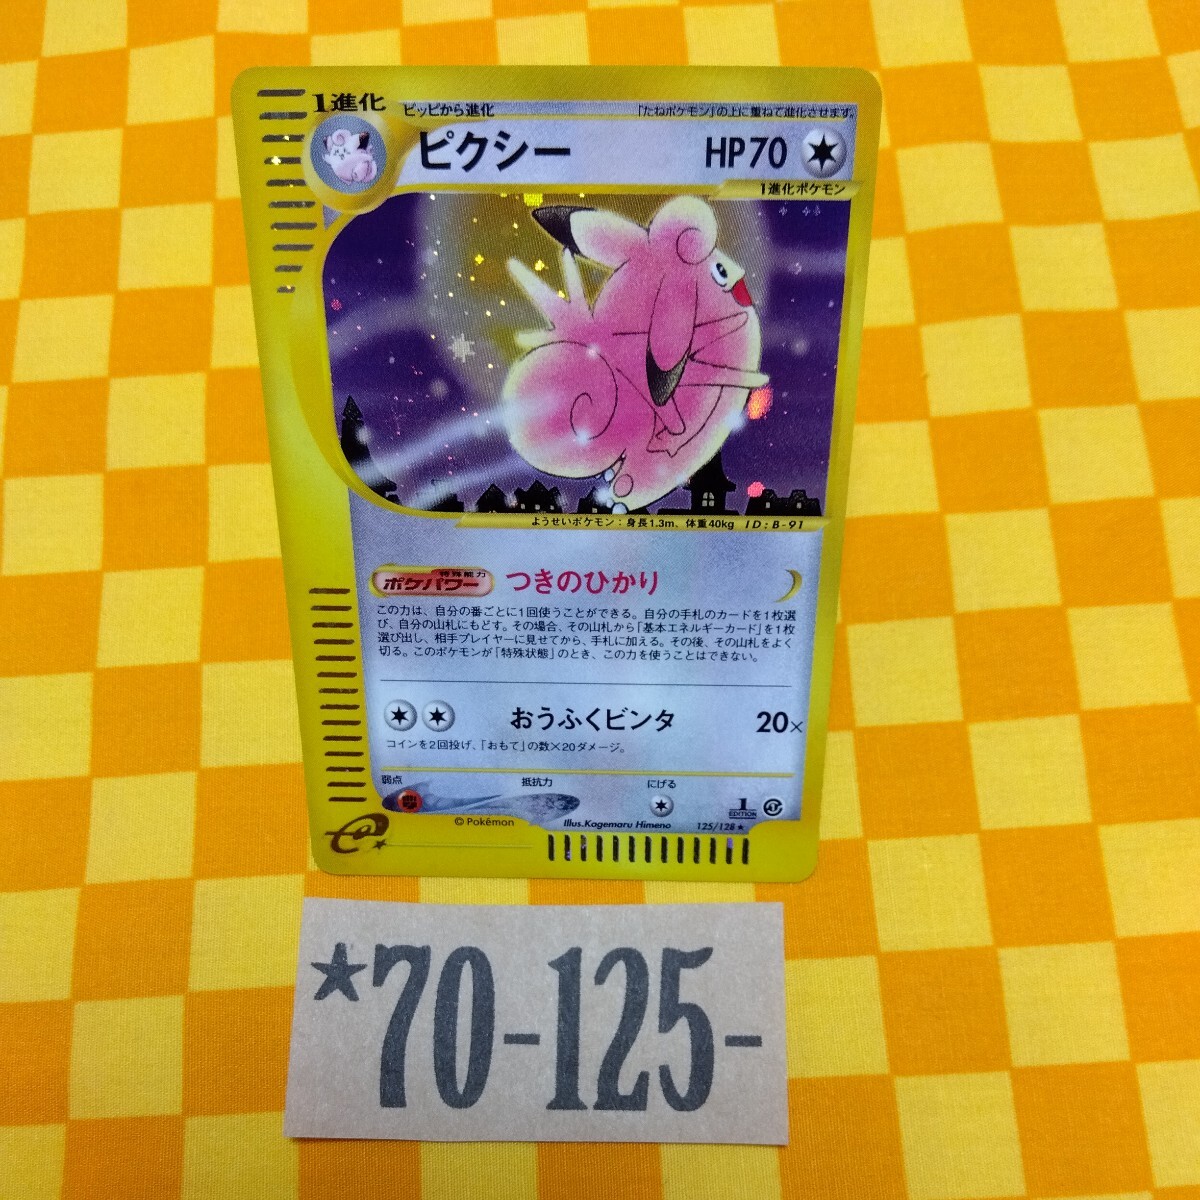 1進化 ピッピから進化 「たねポケモン」の上に重ねて進化させます。
ピクシー HP70
1進化ポケモン
ようせいポケモン：身長1.3m、体重40kg ID:B-91
ポケパワー 特殊能力 つきのひかり
この力は、自分の番ごとに1回使うことができる。自分の手札のカードを1枚選
び、自分の山札にもどす。その場合、その山札から「基本エネルギーカード」を1枚
選び出し、相手プレイヤーに見せてから、手札に加える。その後、その山札をよく
切る。このポケモンが「特殊状態」のとき、この力を使うことはできない。
おうふくビンタ 20×
コインを2回投げ、「おもて」の数×20ダメージ。
弱点 抵抗力 にげる
1 EDITION
© Pokémon Illus.Kagemaru Himeno 125/128 ★
e
★70-125-